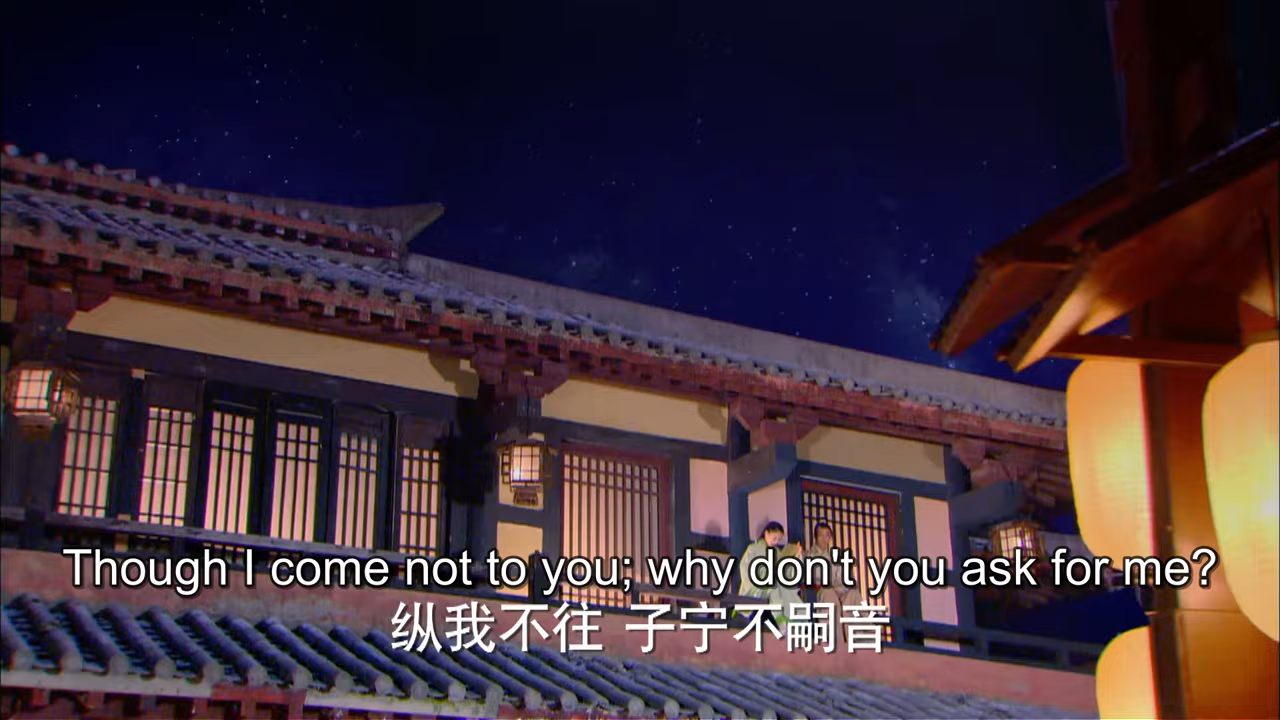 Though I come not to you; why don't you ask for me?
纵我不往 子宁不嗣音